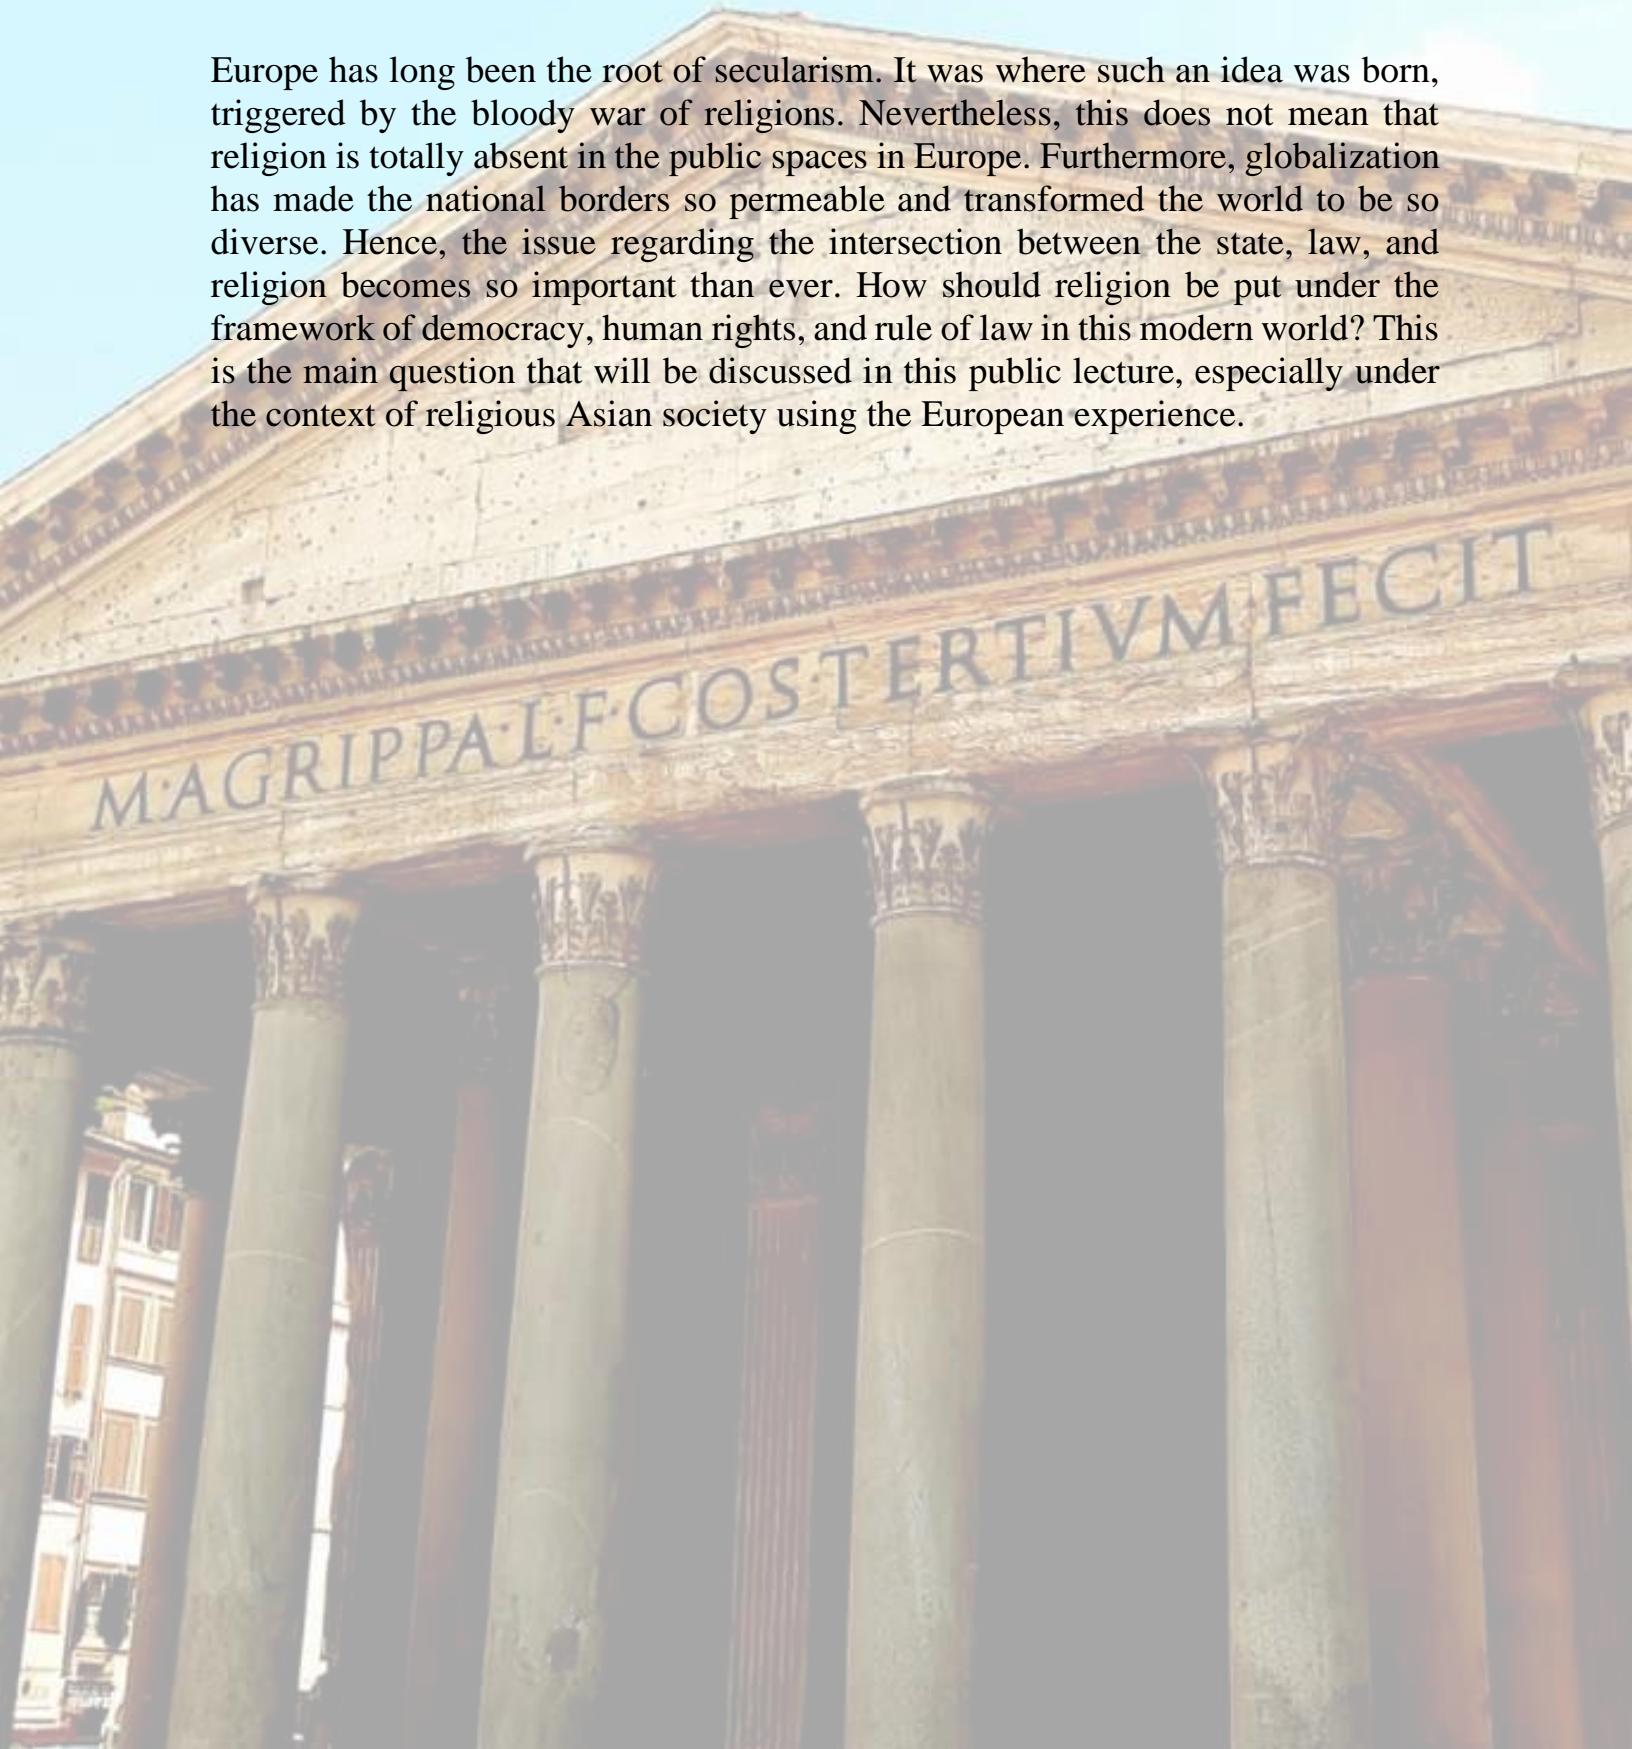 Europe has long been the root of secularism. It was where such an idea was born,
triggered by the bloody war of religions. Nevertheless, this does not mean that
religion is totally absent in the public spaces in Europe. Furthermore, globalization
has made the national borders so permeable and transformed the world to be so
diverse. Hence, the issue regarding the intersection between the state, law, and
religion becomes so important than ever. How should religion be put under the
framework of democracy, human rights, and rule of law in this modern world? This
is the main question that will be discussed in this public lecture, especially under
the context of religious Asian society using the European experience.
M·AGRIPPA·L·F·COS·TERTIVM·FECIT